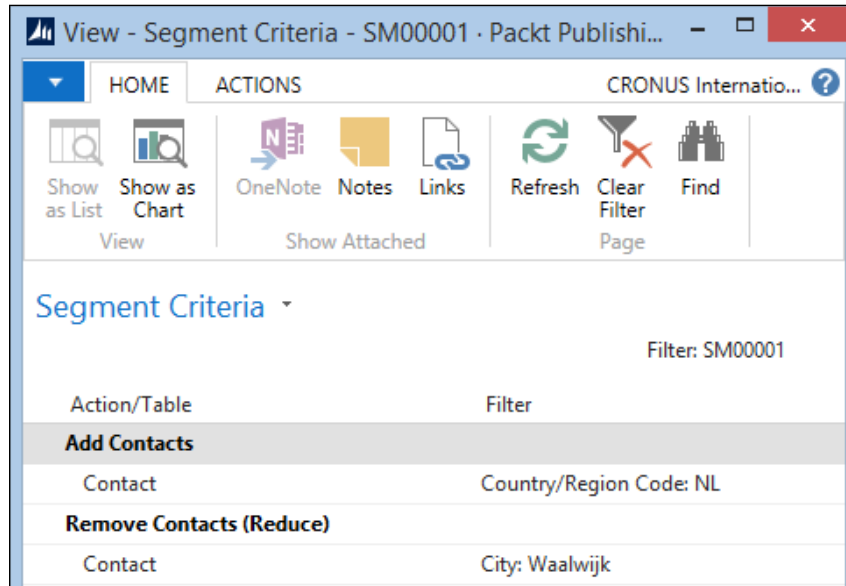 View - Segment Criteria - SM00001 · Packt Publishi...
HOME ACTIONS CRONUS Internatio... ?
Show as List Show as Chart OneNote Notes Links Refresh Clear Filter Find
View Show Attached Page
Segment Criteria
Filter: SM00001
Action/Table Filter
Add Contacts
Contact Country/Region Code: NL
Remove Contacts (Reduce)
Contact City: Waalwijk